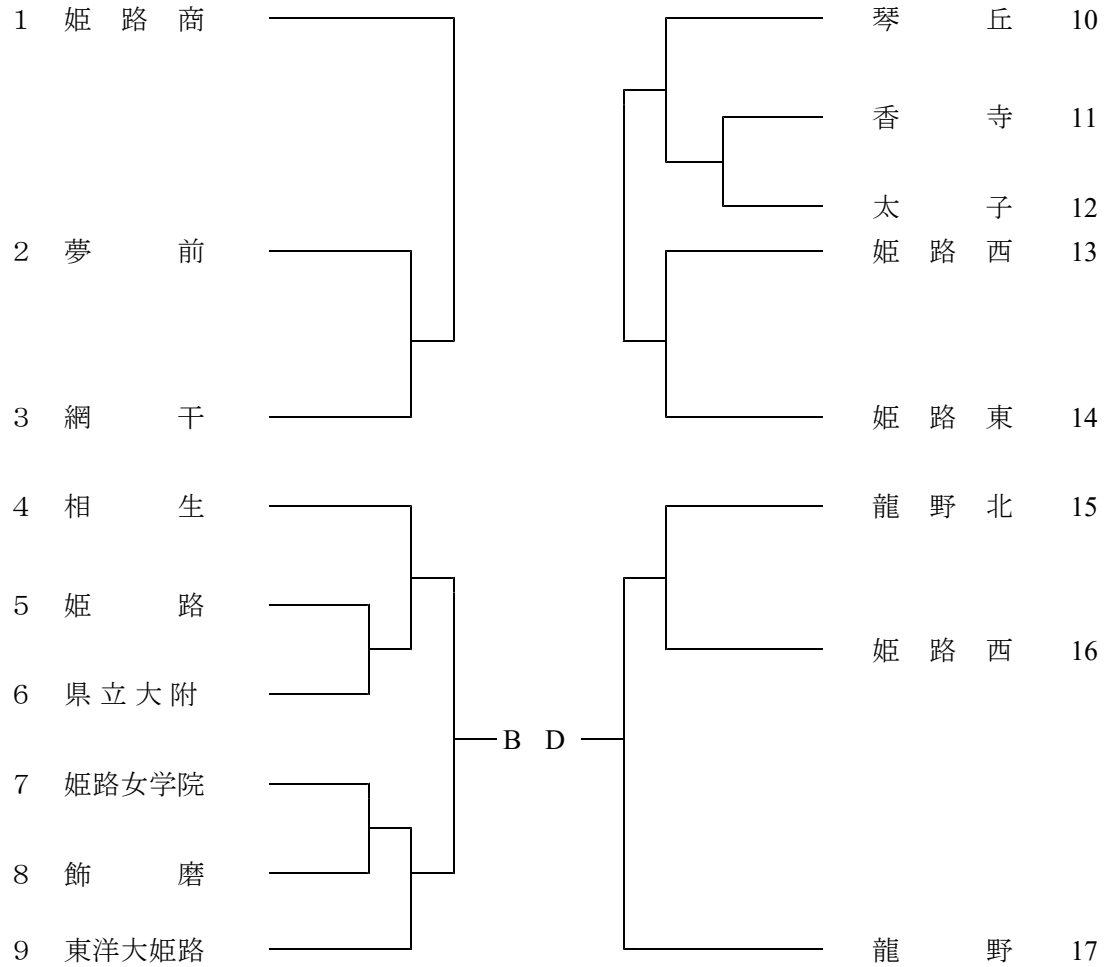 1 姫路商
2 夢前
3 網干
4 相生
5 姫路
6 県立大附
7 姫路女学院
8 飾磨
9 東洋大姫路
B D
琴丘 10
香寺 11
太子 12
姫路西 13
姫路東 14
龍野北 15
姫路西 16
龍野 17